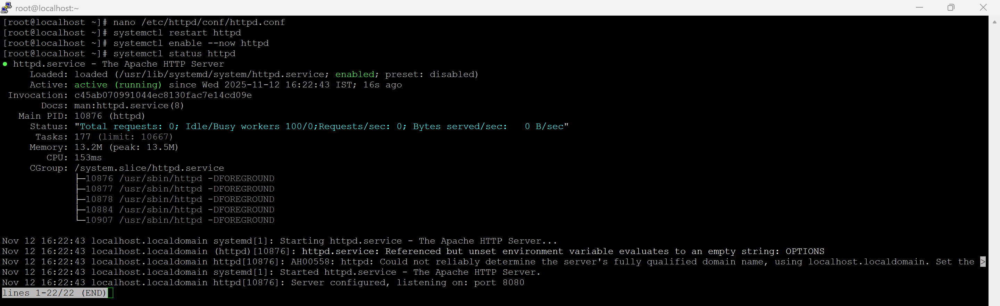 root@localhost:~
[root@localhost ~]# nano /etc/httpd/conf/httpd.conf
[root@localhost ~]# systemctl restart httpd
[root@localhost ~]# systemctl enable --now httpd
[root@localhost ~]# systemctl status httpd
● httpd.service - The Apache HTTP Server
     Loaded: loaded (/usr/lib/systemd/system/httpd.service; enabled; preset: disabled)
     Active: active (running) since Wed 2025-11-12 16:22:43 IST; 16s ago
 Invocation: c45ab070991044ec8130fac7e14cd09e
       Docs: man:httpd.service(8)
   Main PID: 10876 (httpd)
     Status: "Total requests: 0; Idle/Busy workers 100/0;Requests/sec: 0; Bytes served/sec:   0 B/sec"
      Tasks: 177 (limit: 10667)
     Memory: 13.2M (peak: 13.5M)
        CPU: 153ms
     CGroup: /system.slice/httpd.service
             ├─10876 /usr/sbin/httpd -DFOREGROUND
             ├─10877 /usr/sbin/httpd -DFOREGROUND
             ├─10878 /usr/sbin/httpd -DFOREGROUND
             ├─10884 /usr/sbin/httpd -DFOREGROUND
             └─10907 /usr/sbin/httpd -DFOREGROUND

Nov 12 16:22:43 localhost.localdomain systemd[1]: Starting httpd.service - The Apache HTTP Server...
Nov 12 16:22:43 localhost.localdomain (httpd)[10876]: httpd.service: Referenced but unset environment variable evaluates to an empty string: OPTIONS
Nov 12 16:22:43 localhost.localdomain httpd[10876]: AH00558: httpd: Could not reliably determine the server's fully qualified domain name, using localhost.localdomain. Set the >
Nov 12 16:22:43 localhost.localdomain systemd[1]: Started httpd.service - The Apache HTTP Server.
Nov 12 16:22:43 localhost.localdomain httpd[10876]: Server configured, listening on: port 8080
lines 1-22/22 (END)